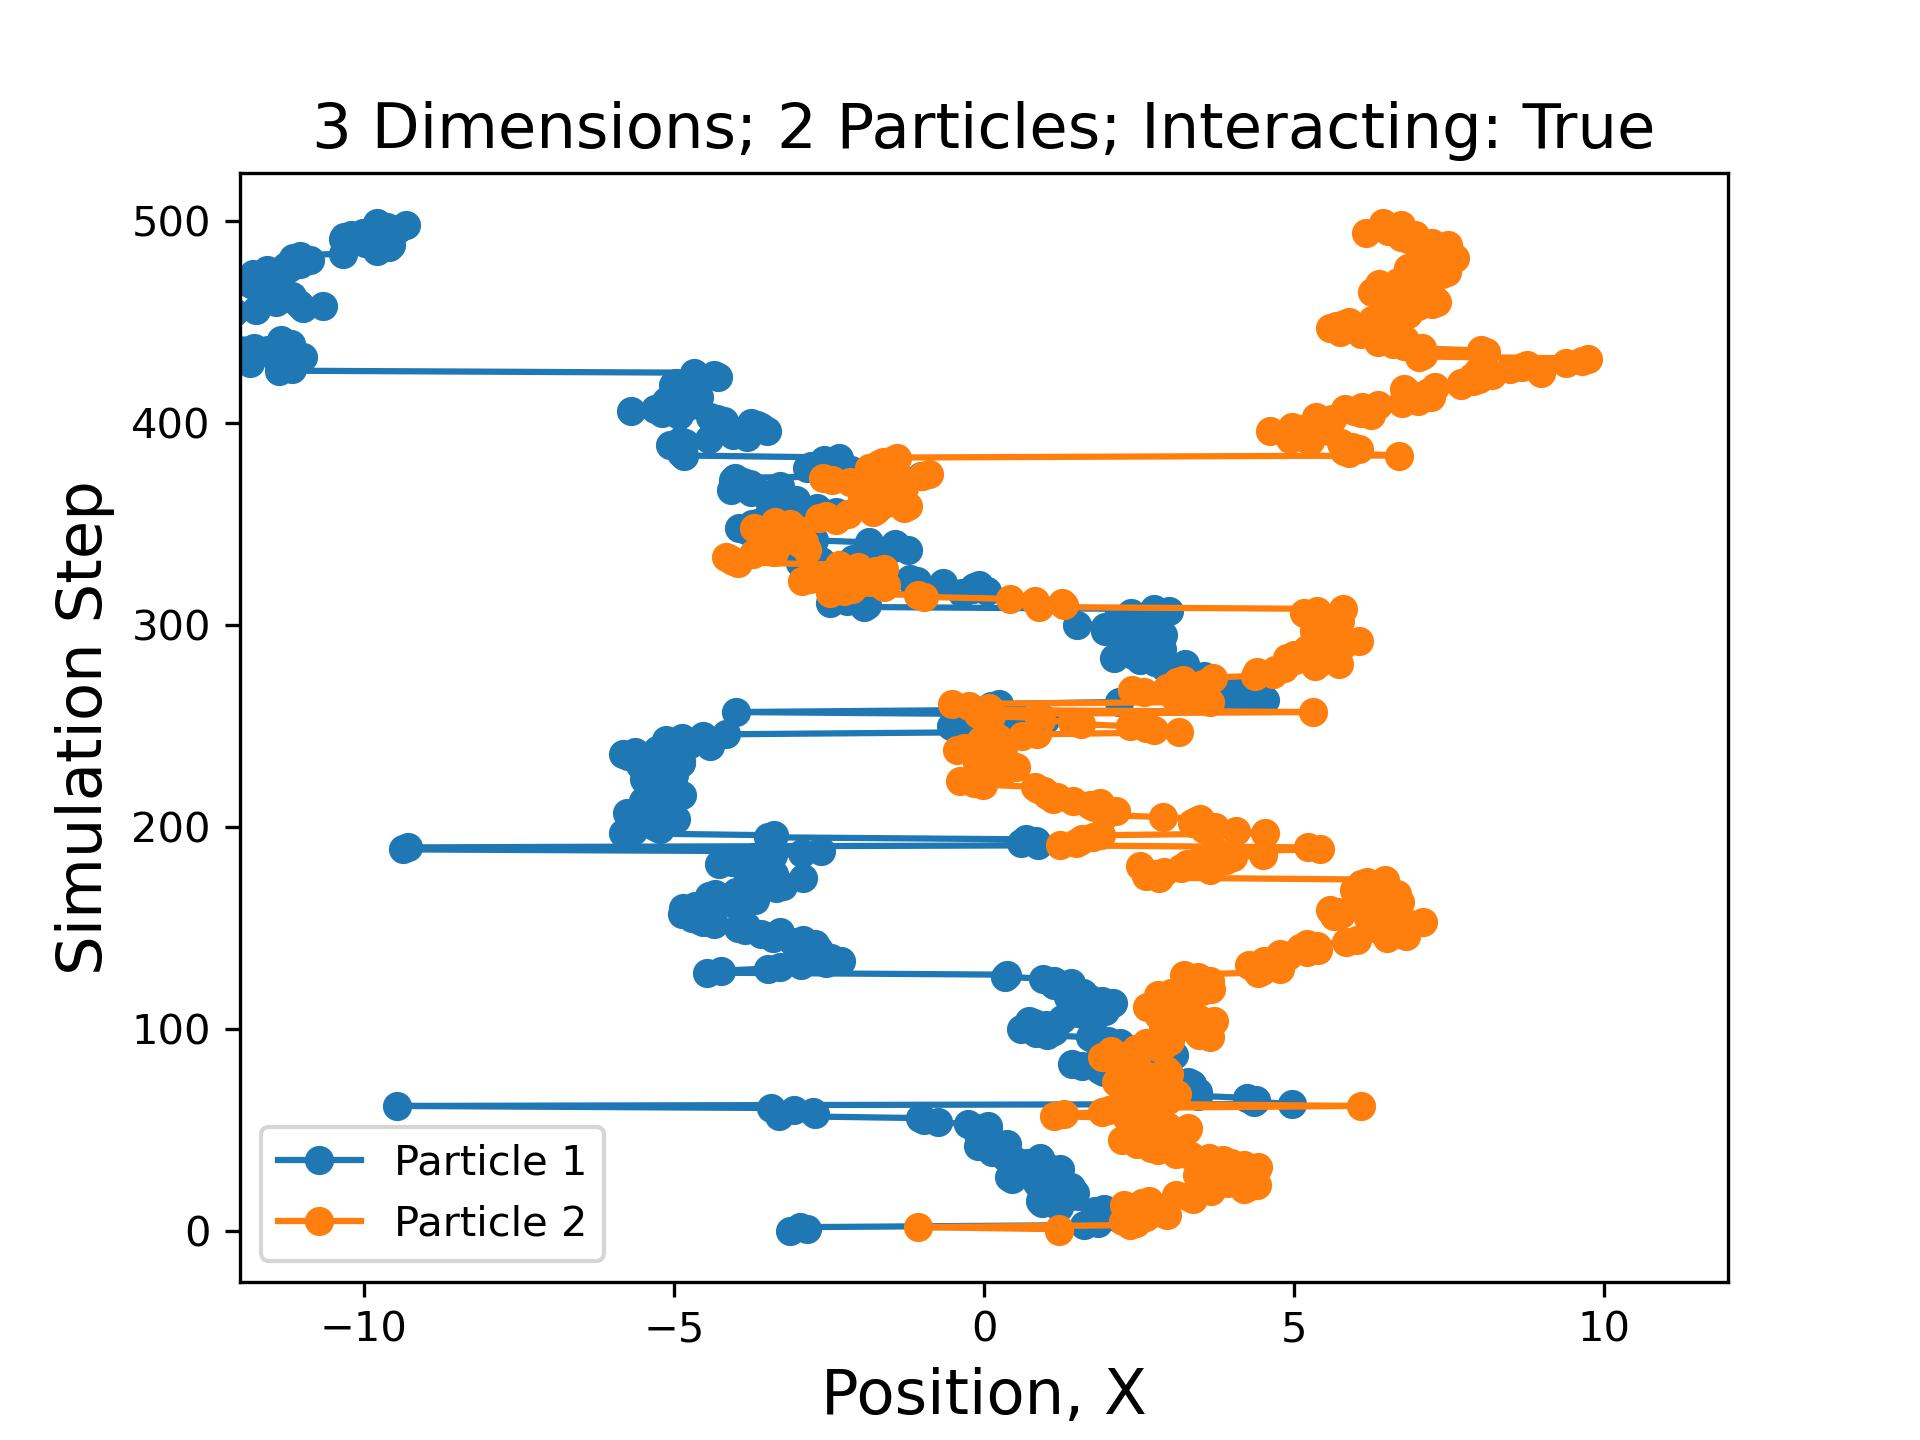 3 Dimensions; 2 Particles; Interacting: True
Simulation Step
500
400
300
200
100
0
Particle 1
Particle 2
−10 −5 0 5 10
Position, X